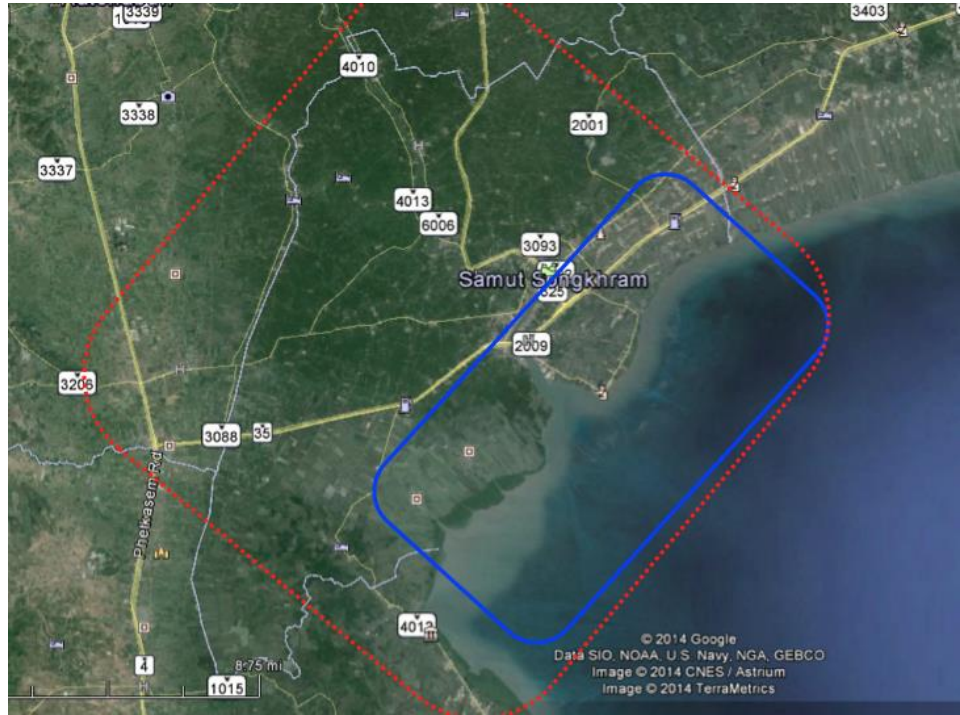 3339
3403
4010
3338
2001
3337
4013
6006
3093
Samut Songkhram
2009
3206
3088
35
Phetkasem Rd
4012
© 2014 Google
Data SIO, NOAA, U.S. Navy, NGA, GEBCO
Image © 2014 CNES / Astrium
Image © 2014 TerraMetrics
4
8.75 mi
1015